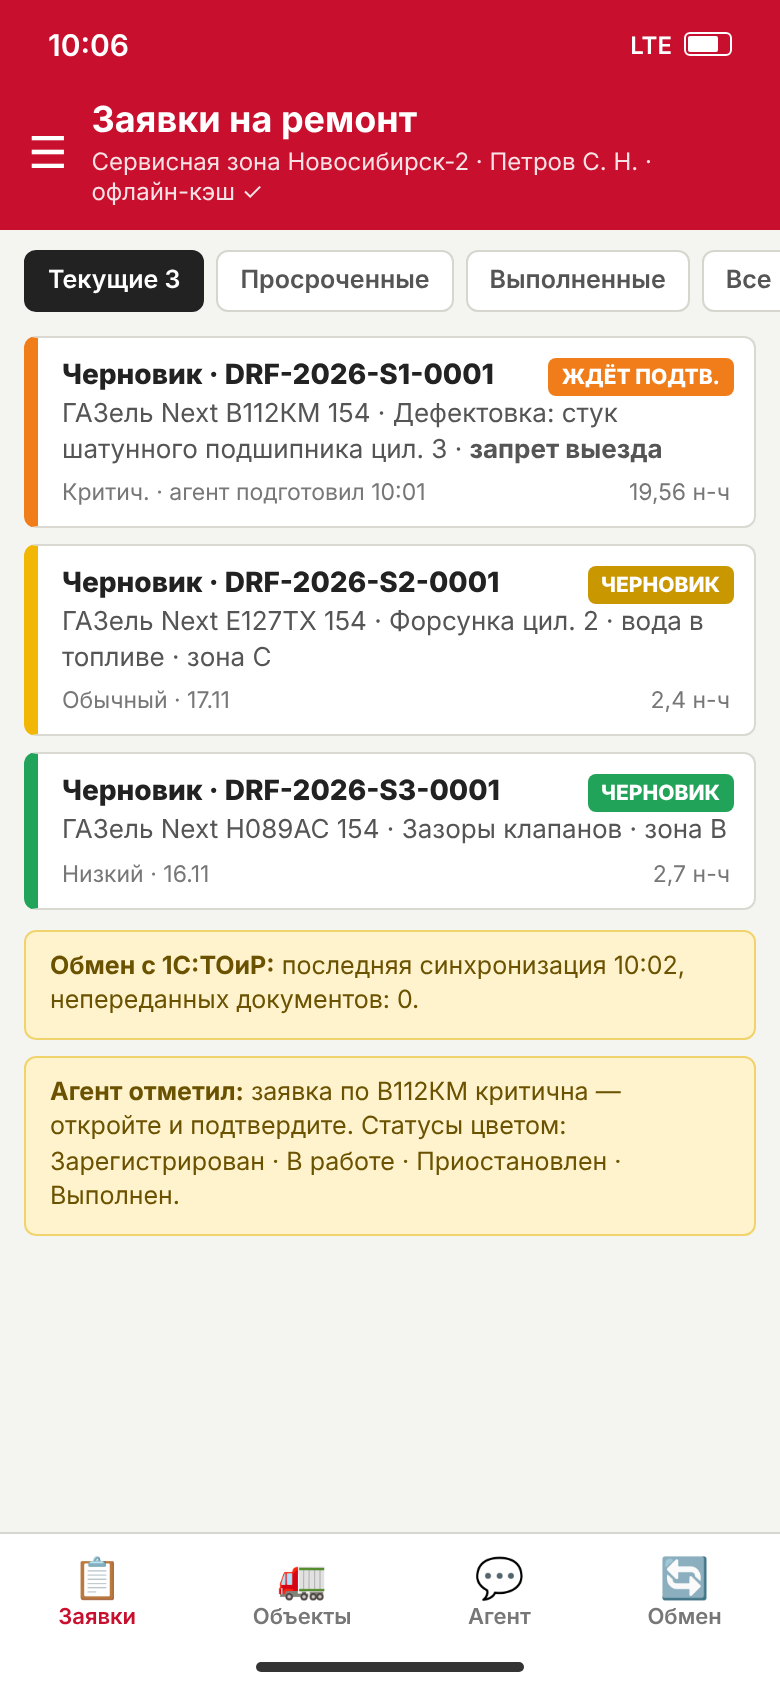 10:06
LTE
Заявки на ремонт
Сервисная зона Новосибирск-2 · Петров С. Н. ·
офлайн-кэш ✓
Текущие 3
Просроченные
Выполненные
Все
Черновик · DRF-2026-S1-0001
ЖДЁТ ПОДТВ.
ГАЗель Next В112КМ 154 · Дефектовка: стук
шатунного подшипника цил. 3 · запрет выезда
Критич. · агент подготовил 10:01
19,56 н-ч
Черновик · DRF-2026-S2-0001
ЧЕРНОВИК
ГАЗель Next Е127ТХ 154 · Форсунка цил. 2 · вода в
топливе · зона С
Обычный · 17.11
2,4 н-ч
Черновик · DRF-2026-S3-0001
ЧЕРНОВИК
ГАЗель Next Н089АС 154 · Зазоры клапанов · зона В
Низкий · 16.11
2,7 н-ч
Обмен с 1С:ТОиР: последняя синхронизация 10:02,
непереданных документов: 0.
Агент отметил: заявка по В112КМ критична —
откройте и подтвердите. Статусы цветом:
Зарегистрирован · В работе · Приостановлен ·
Выполнен.
Заявки
Объекты
Агент
Обмен